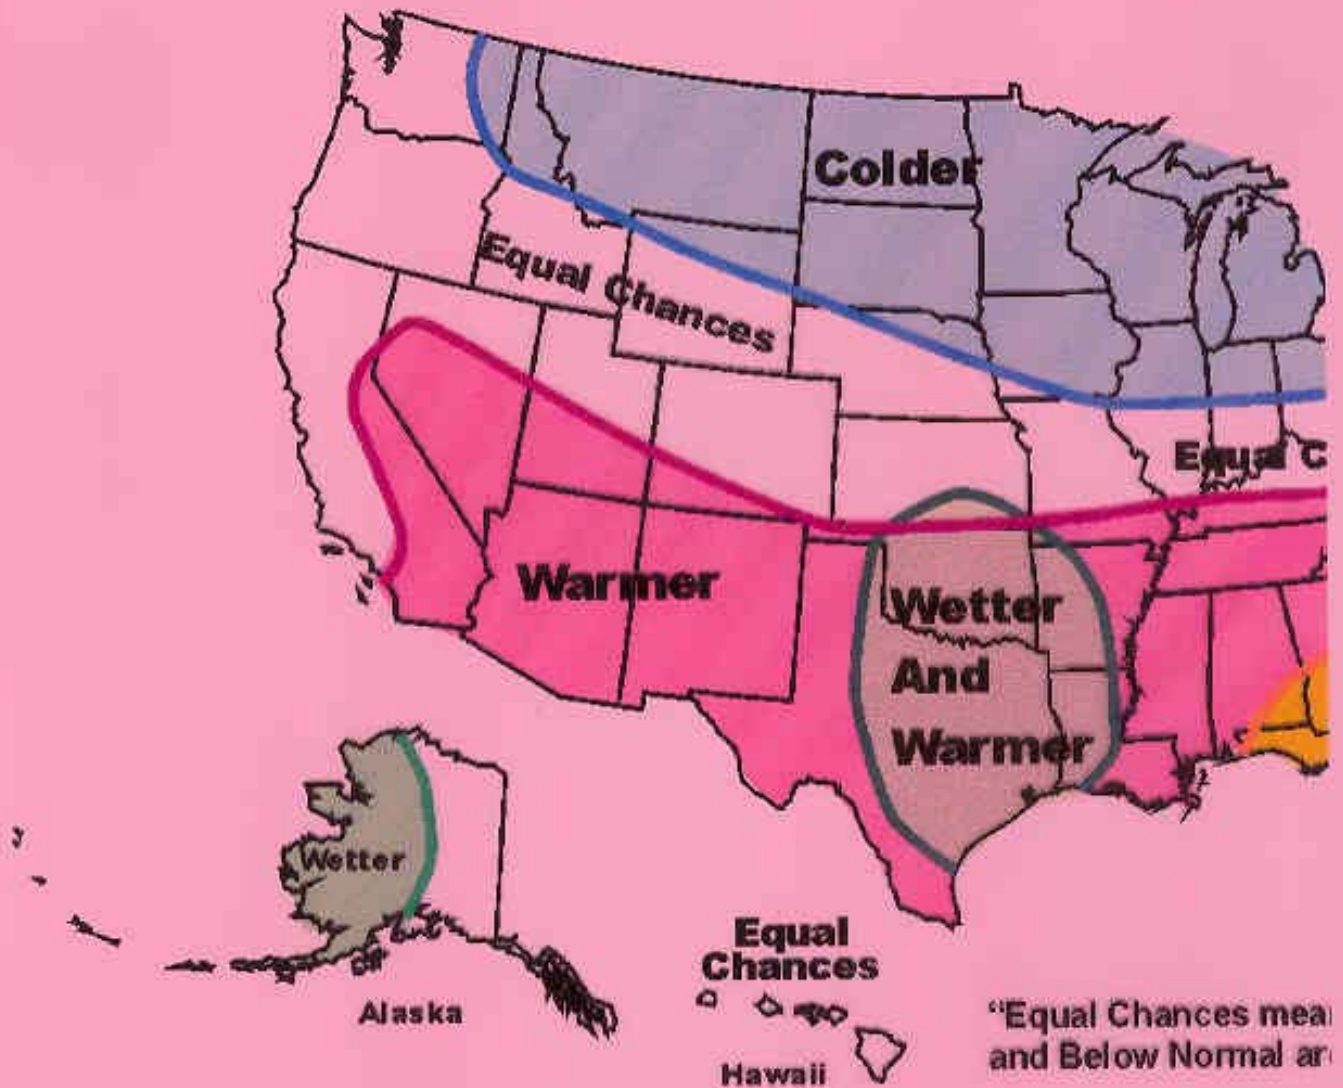 Colder
Equal Chances
Equal C
Warmer
Wetter
And
Warmer
Wetter
Equal
Chances
Alaska
Hawaii
“Equal Chances mea
and Below Normal ar